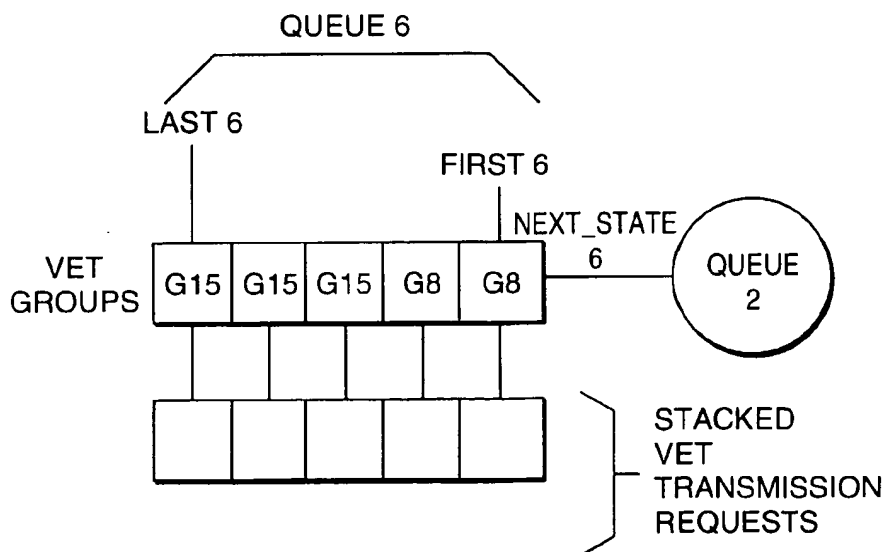 QUEUE 6
LAST 6
FIRST 6
NEXT_STATE
6
QUEUE
2
VET
GROUPS
G15 G15 G15 G8 G8
STACKED
VET
TRANSMISSION
REQUESTS